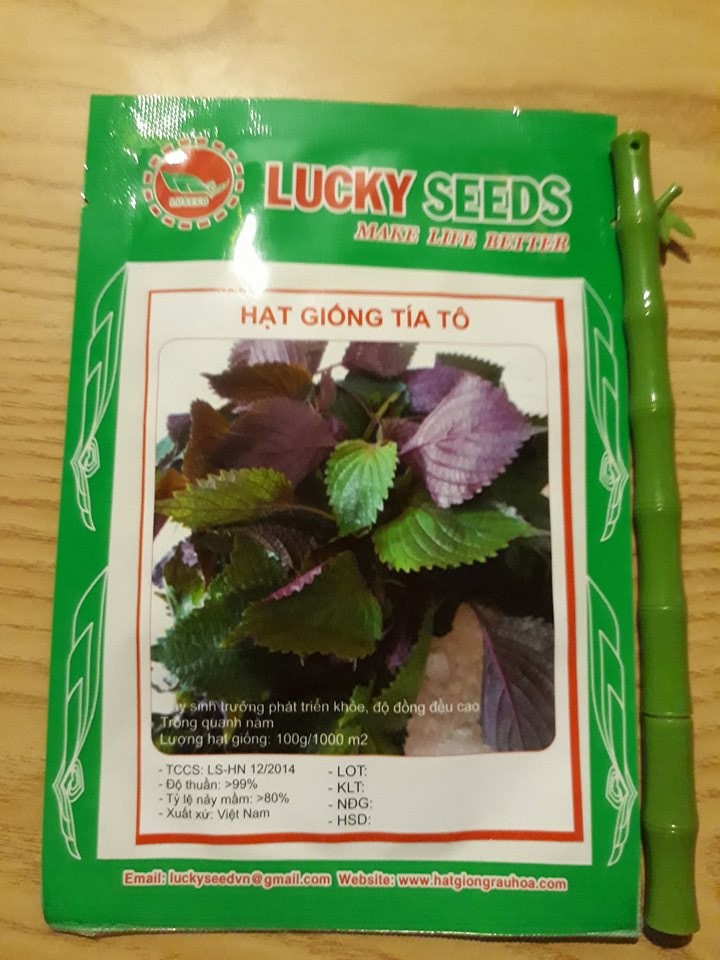 LUSEED
LUCKY SEEDS
MAKE LIFE BETTER
HẠT GIỐNG TÍA TÔ
sinh trưởng phát triển khỏe, độ đồng đều cao
Trồng quanh năm
Lượng hạt giống: 100g/1000 m2
- TCCS: LS-HN 12/2014
- Độ thuần: >99%
- Tỷ lệ nảy mầm: >80%
- Xuất xứ: Việt Nam
- LOT:
- KLT:
- NĐG:
- HSD:
Email: luckyseedvn@gmail.com Website: www.hatgiongrauhoa.com